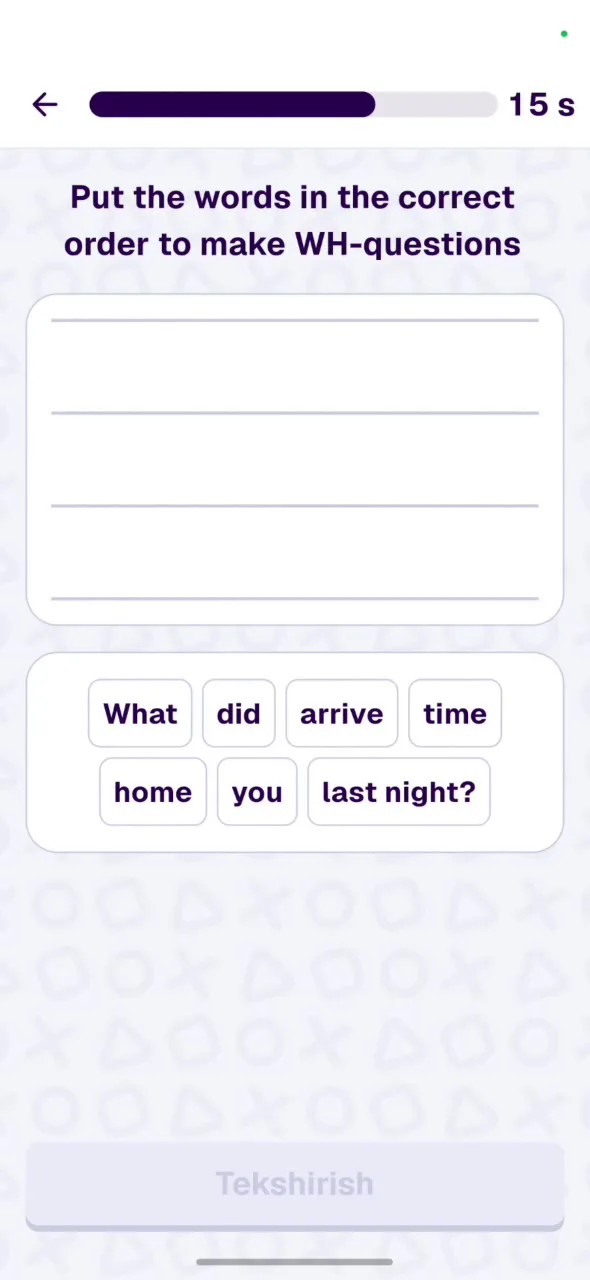 15 s
Put the words in the correct
order to make WH-questions
What did arrive time
home you last night?
Tekshirish